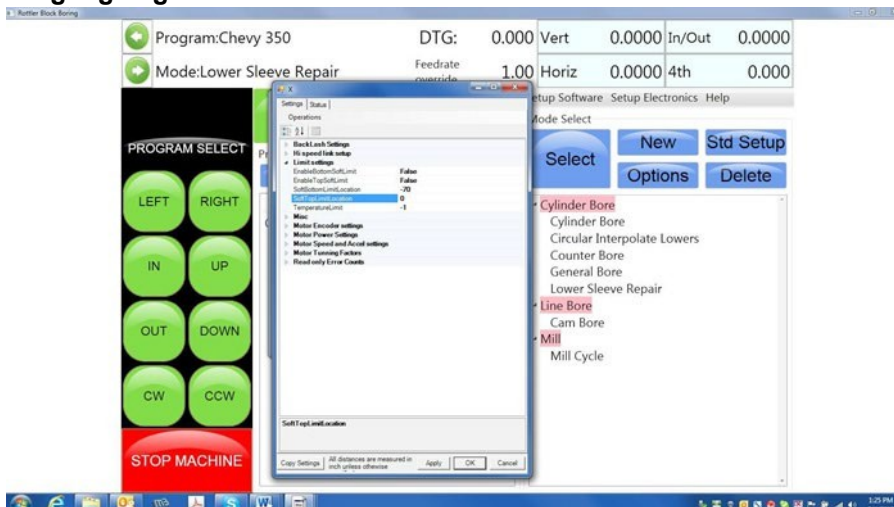 Rottler Block Boring
Program:Chevy 350
DTG: 0.000
Vert 0.0000
In/Out 0.0000
Mode:Lower Sleeve Repair
Feedrate
override 1.00
Horiz 0.0000
4th 0.000
etup Software Setup Electronics Help
PROGRAM SELECT
LEFT
RIGHT
IN
UP
OUT
DOWN
CW
CCW
STOP MACHINE
X
Settings Status
Operations
BackLash Settings
Hi speed link setup
Limit settings
EnableBottomSoftLimit False
EnableTopSoftLimit False
SoftBottomLimitLocation -70
SoftTopLimitLocation 0
TemperatureLimit -1
Misc
Motor Encoder settings
Motor Power Settings
Motor Speed and Accel settings
Motor Tunning Factors
Read only Error Counts
SoftTopLimitLocation
Copy Settings
All distances are measured in
inch unless otherwise
Apply
OK
Cancel
Mode Select
Select
New
Std Setup
Options
Delete
Cylinder Bore
Cylinder Bore
Circular Interpolate Lowers
Counter Bore
General Bore
Lower Sleeve Repair
Line Bore
Cam Bore
Mill
Mill Cycle
1:25 PM